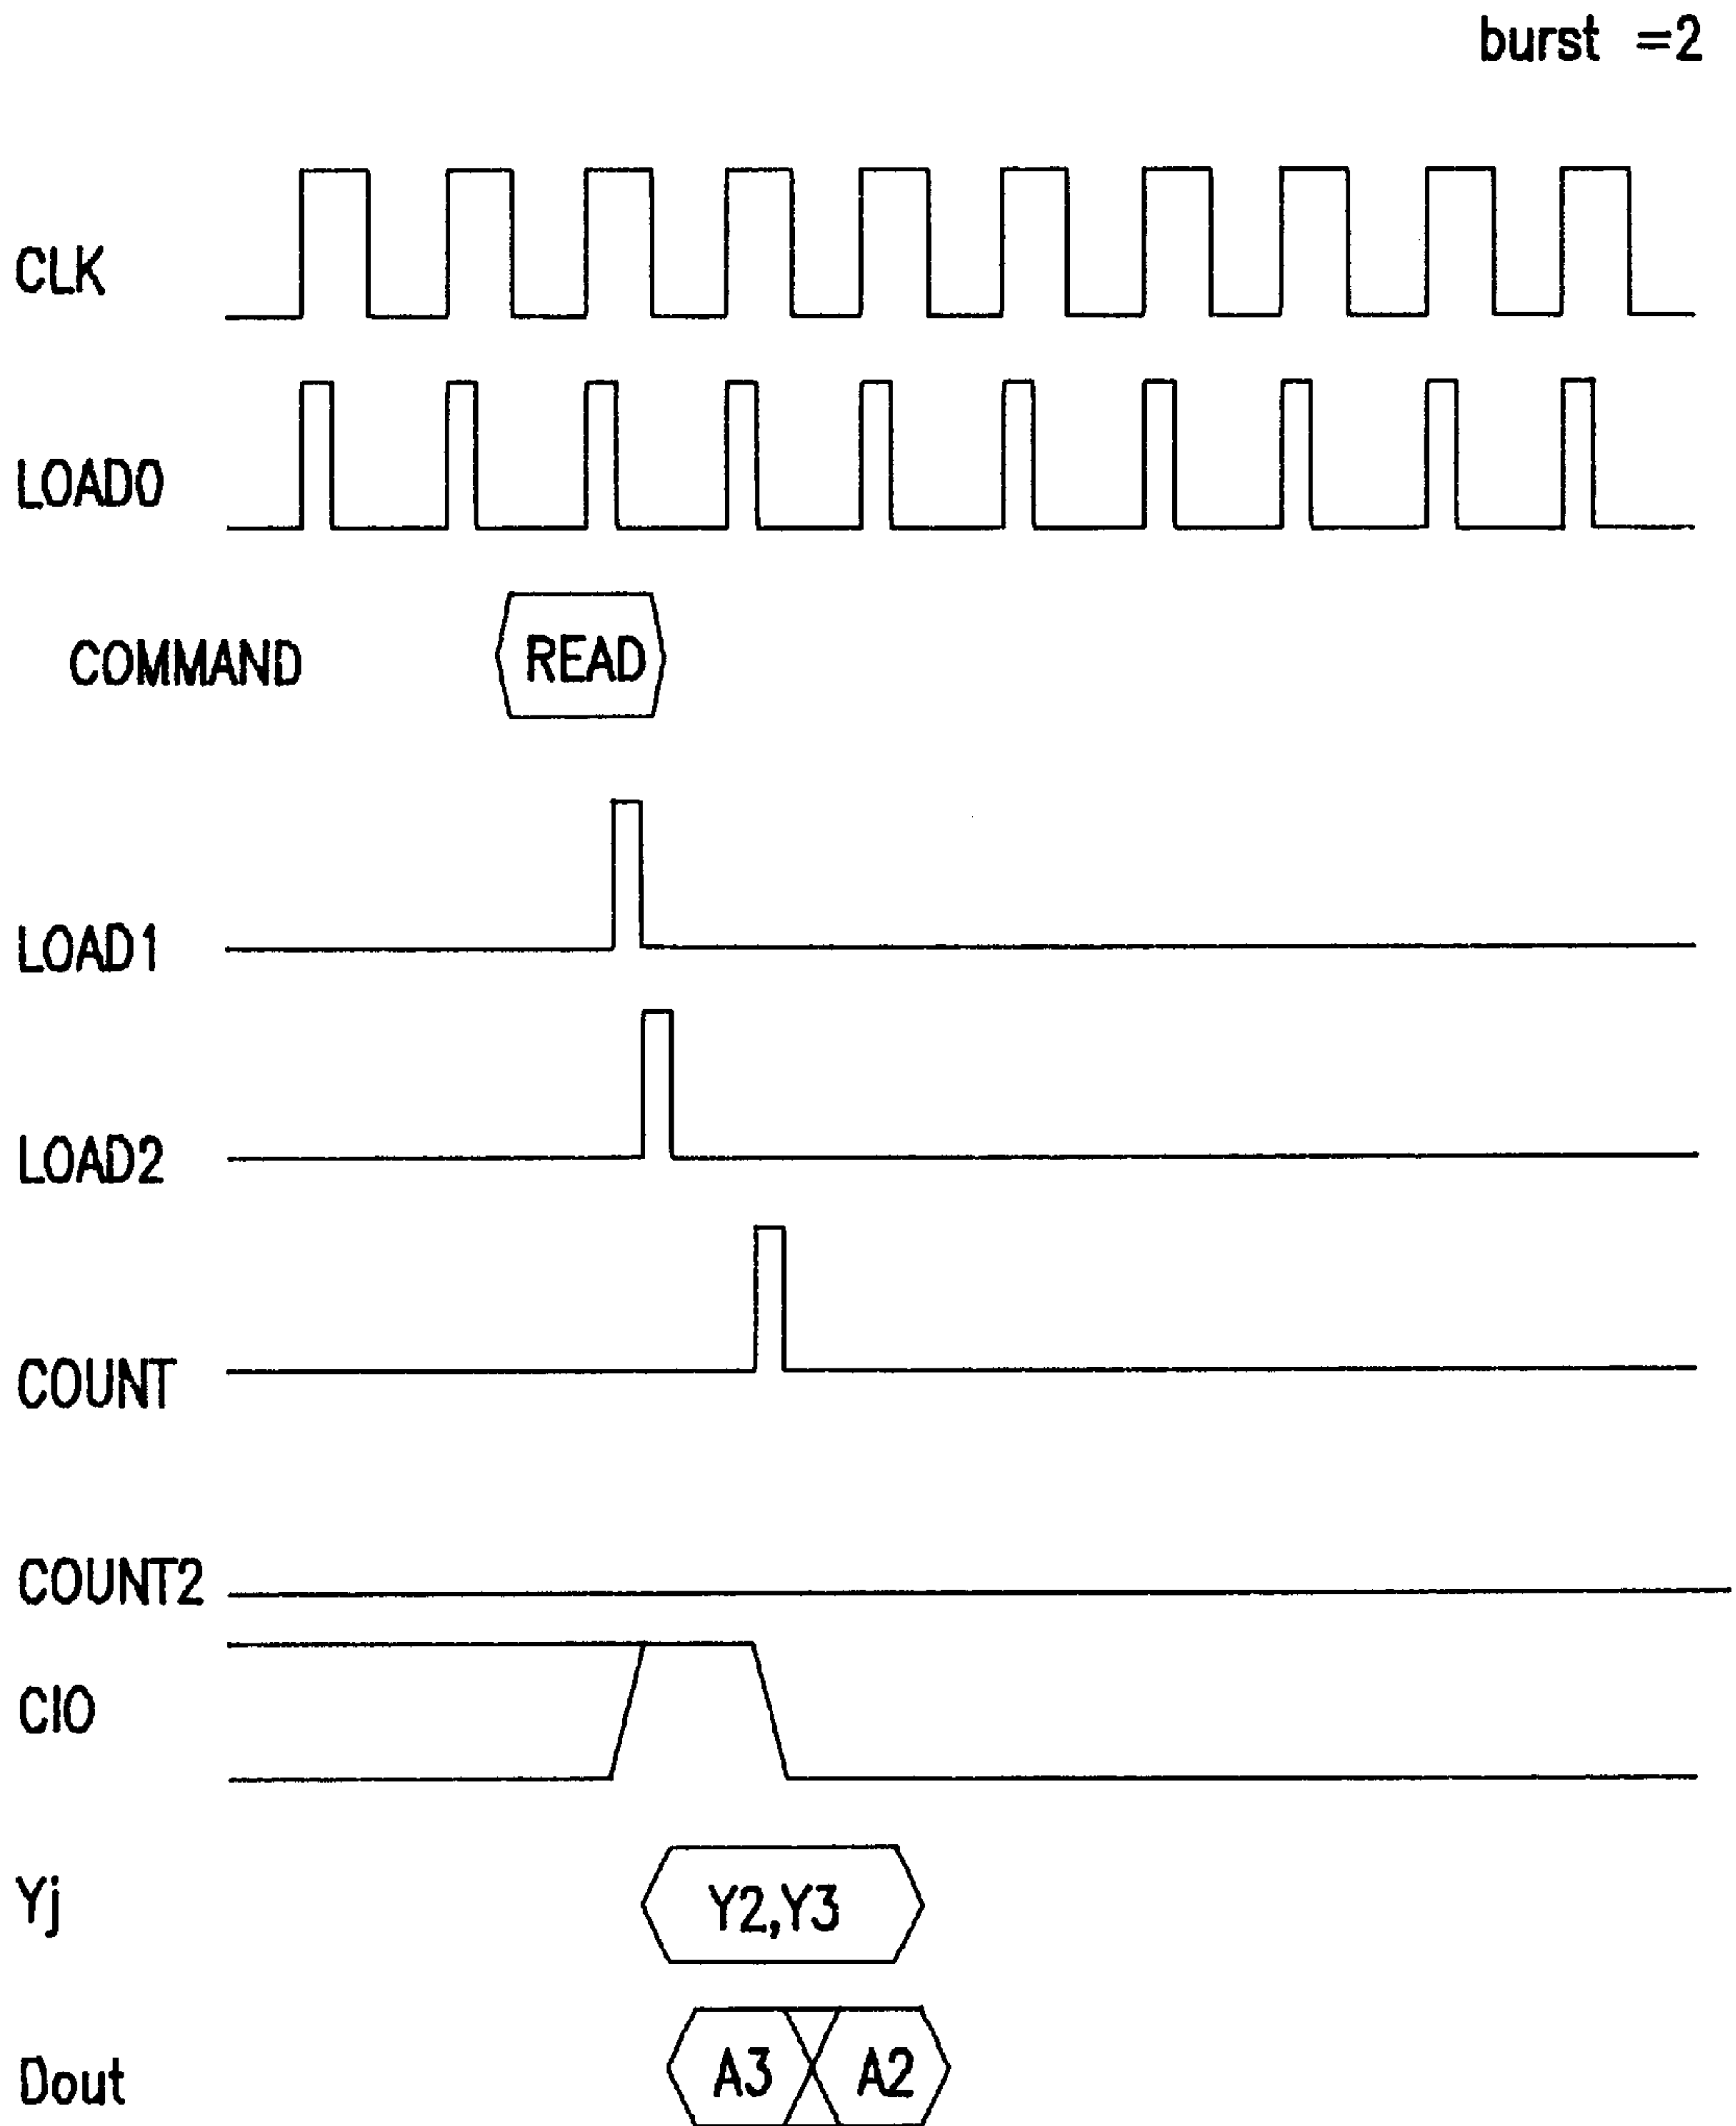 burst =2
CLK
LOAD0
COMMAND READ
LOAD1
LOAD2
COUNT
COUNT2
CIO
Yj Y2,Y3
Dout A3 A2